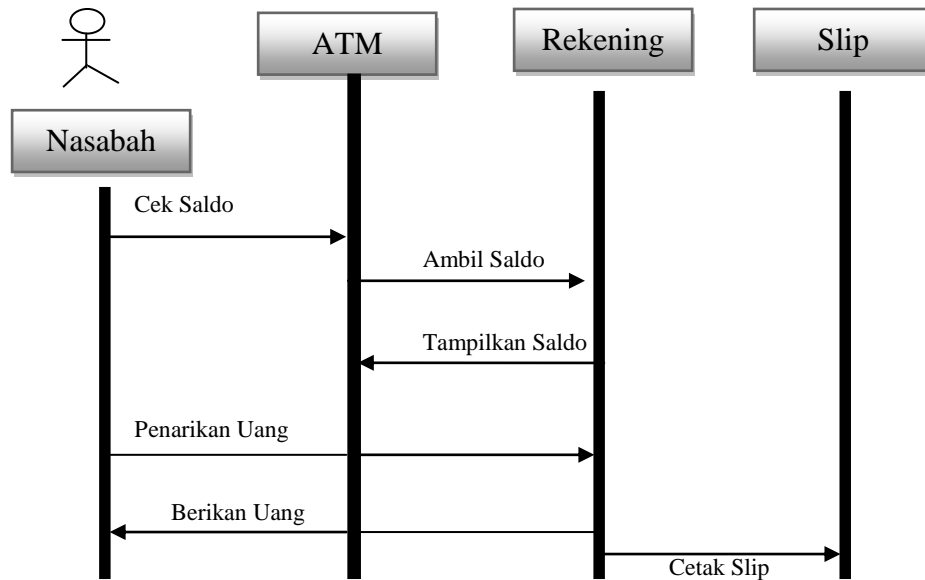 ATM
Rekening
Slip
Nasabah
Cek Saldo
Ambil Saldo
Tampilkan Saldo
Penarikan Uang
Berikan Uang
Cetak Slip